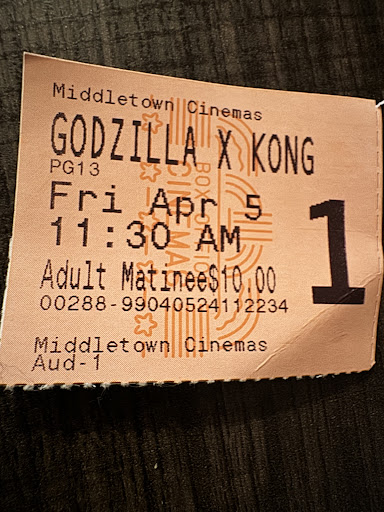 Middletown Cinemas
GODZILLA X KONG
PG13
Fri Apr 5
11:30 AM
Adult Matinee$10.00
00288-99040524112234
Middletown Cinemas
Aud-1
1